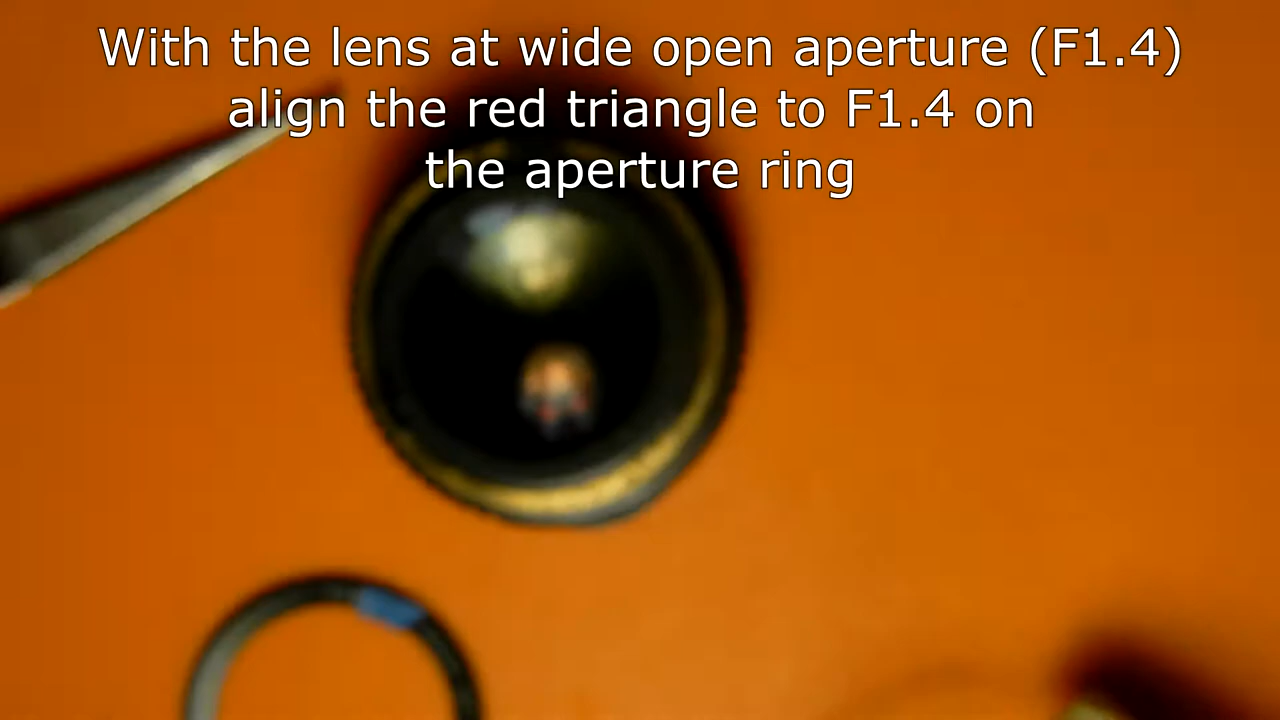 With the lens at wide open aperture (F1.4)
align the red triangle to F1.4 on
the aperture ring